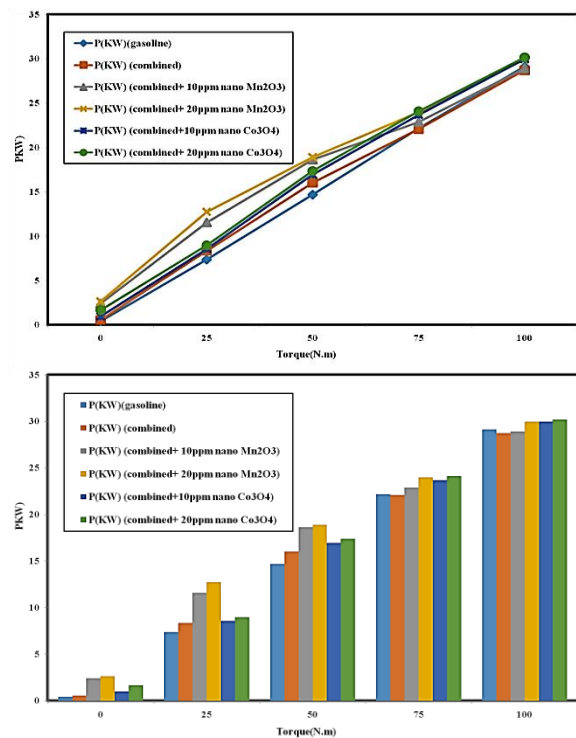 35
30
25
20
15
10
5
0
PKW
P(KW)(gasoline)
P(KW) (combined)
P(KW) (combined+ 10ppm nano Mn2O3)
P(KW) (combined+ 20ppm nano Mn2O3)
P(KW) (combined+10ppm nano Co3O4)
P(KW) (combined+ 20ppm nano Co3O4)
0 25 50 75 100
Torque(N.m)
35
30
25
20
15
10
5
0
PKW
P(KW)(gasoline)
P(KW) (combined)
P(KW) (combined+ 10ppm nano Mn2O3)
P(KW) (combined+ 20ppm nano Mn2O3)
P(KW) (combined+10ppm nano Co3O4)
P(KW) (combined+ 20ppm nano Co3O4)
0 25 50 75 100
Torque(N.m)